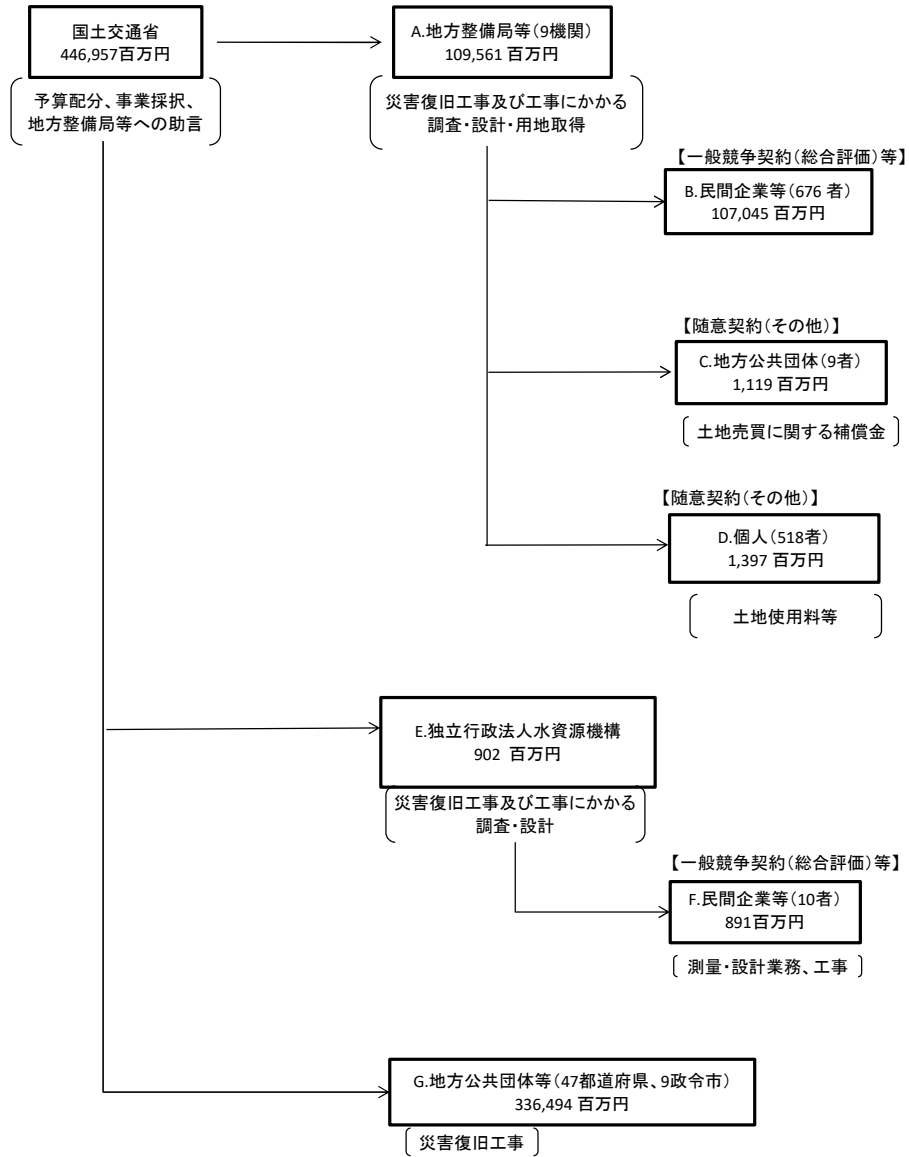 国土交通省
446,957百万円
予算配分、事業採択、
地方整備局等への助言
A.地方整備局等(9機関)
109,561 百万円
災害復旧工事及び工事にかかる
調査・設計・用地取得
【一般競争契約(総合評価)等】
B.民間企業等(676 者)
107,045 百万円
【随意契約(その他)】
C.地方公共団体(9者)
1,119 百万円
土地売買に関する補償金
【随意契約(その他)】
D.個人(518者)
1,397 百万円
土地使用料等
E.独立行政法人水資源機構
902 百万円
災害復旧工事及び工事にかかる
調査・設計
【一般競争契約(総合評価)等】
F.民間企業等(10者)
891百万円
測量・設計業務、工事
G.地方公共団体等(47都道府県、9政令市)
336,494 百万円
災害復旧工事